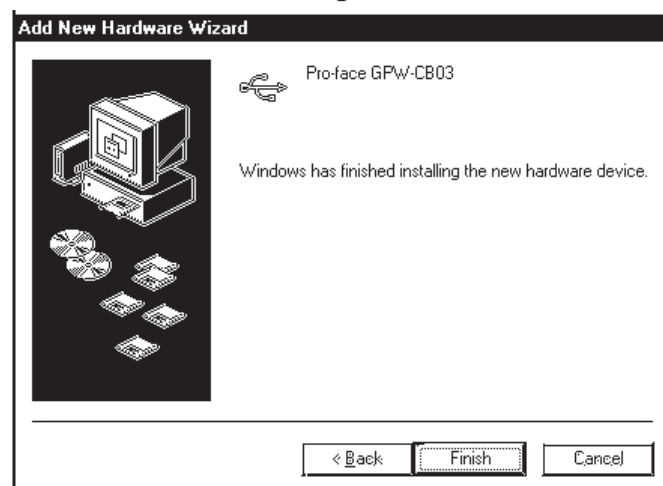 Add New Hardware Wizard
Pro-face GPW-CB03
Windows has finished installing the new hardware device.
< Back
Finish
Cancel